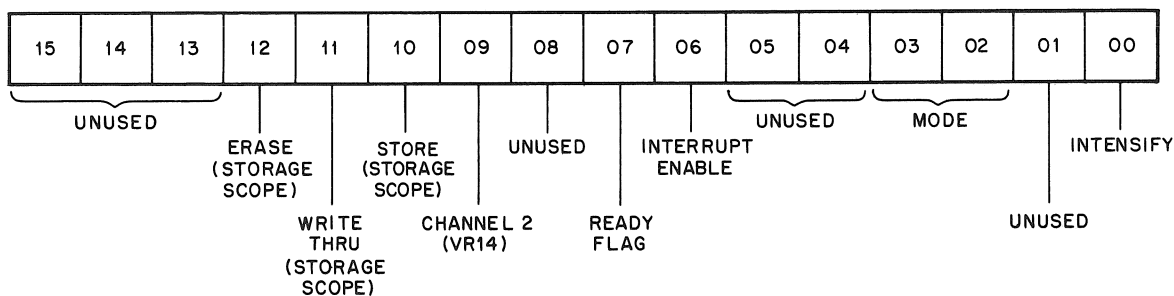 15 14 13 12 11 10 09 08 07 06 05 04 03 02 01 00
UNUSED
ERASE
(STORAGE
SCOPE)
WRITE
THRU
(STORAGE
SCOPE)
STORE
(STORAGE
SCOPE)
CHANNEL 2
(VR14)
UNUSED
READY
FLAG
INTERRUPT
ENABLE
UNUSED
MODE
UNUSED
INTENSIFY